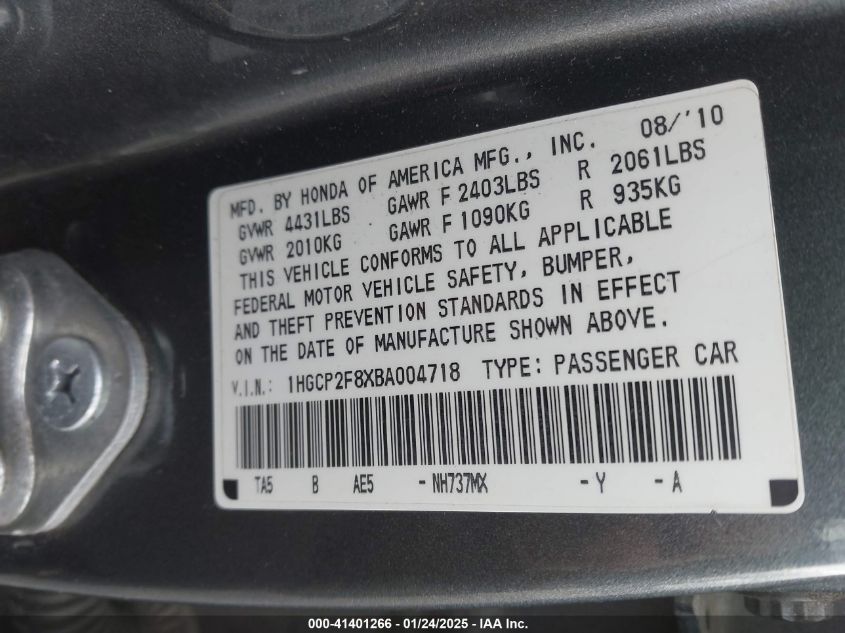 MFD. BY HONDA OF AMERICA MFG., INC. 08/'10
GVWR 4431LBS GAWR F 2403LBS R 2061LBS
GVWR 2010KG GAWR F 1090KG R 935KG
THIS VEHICLE CONFORMS TO ALL APPLICABLE
FEDERAL MOTOR VEHICLE SAFETY, BUMPER,
AND THEFT PREVENTION STANDARDS IN EFFECT
ON THE DATE OF MANUFACTURE SHOWN ABOVE.
V.I.N.: 1HGCP2F8XBA004718 TYPE: PASSENGER CAR
TA5 B AE5 -NH737MX -Y -A
000-41401266 - 01/24/2025 - IAA Inc.